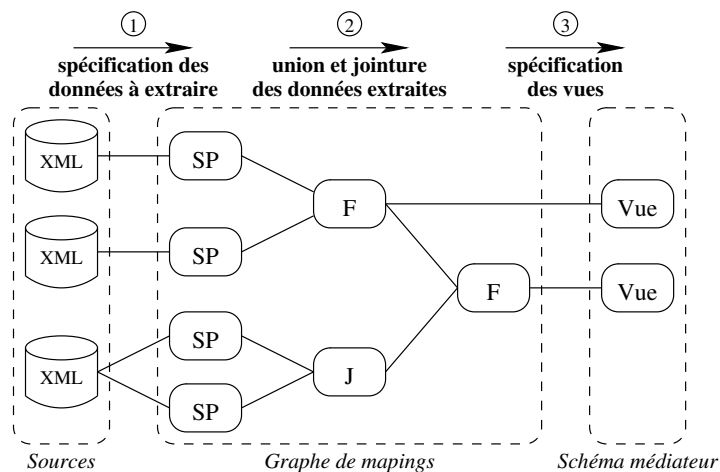 1
2
3
spécification des
données à extraire
union et jointure
des données extraites
spécification
des vues
XML
SP
F
Vue
XML
SP
F
Vue
SP
XML
J
SP
Sources
Graphe de mapings
Schéma médiateur